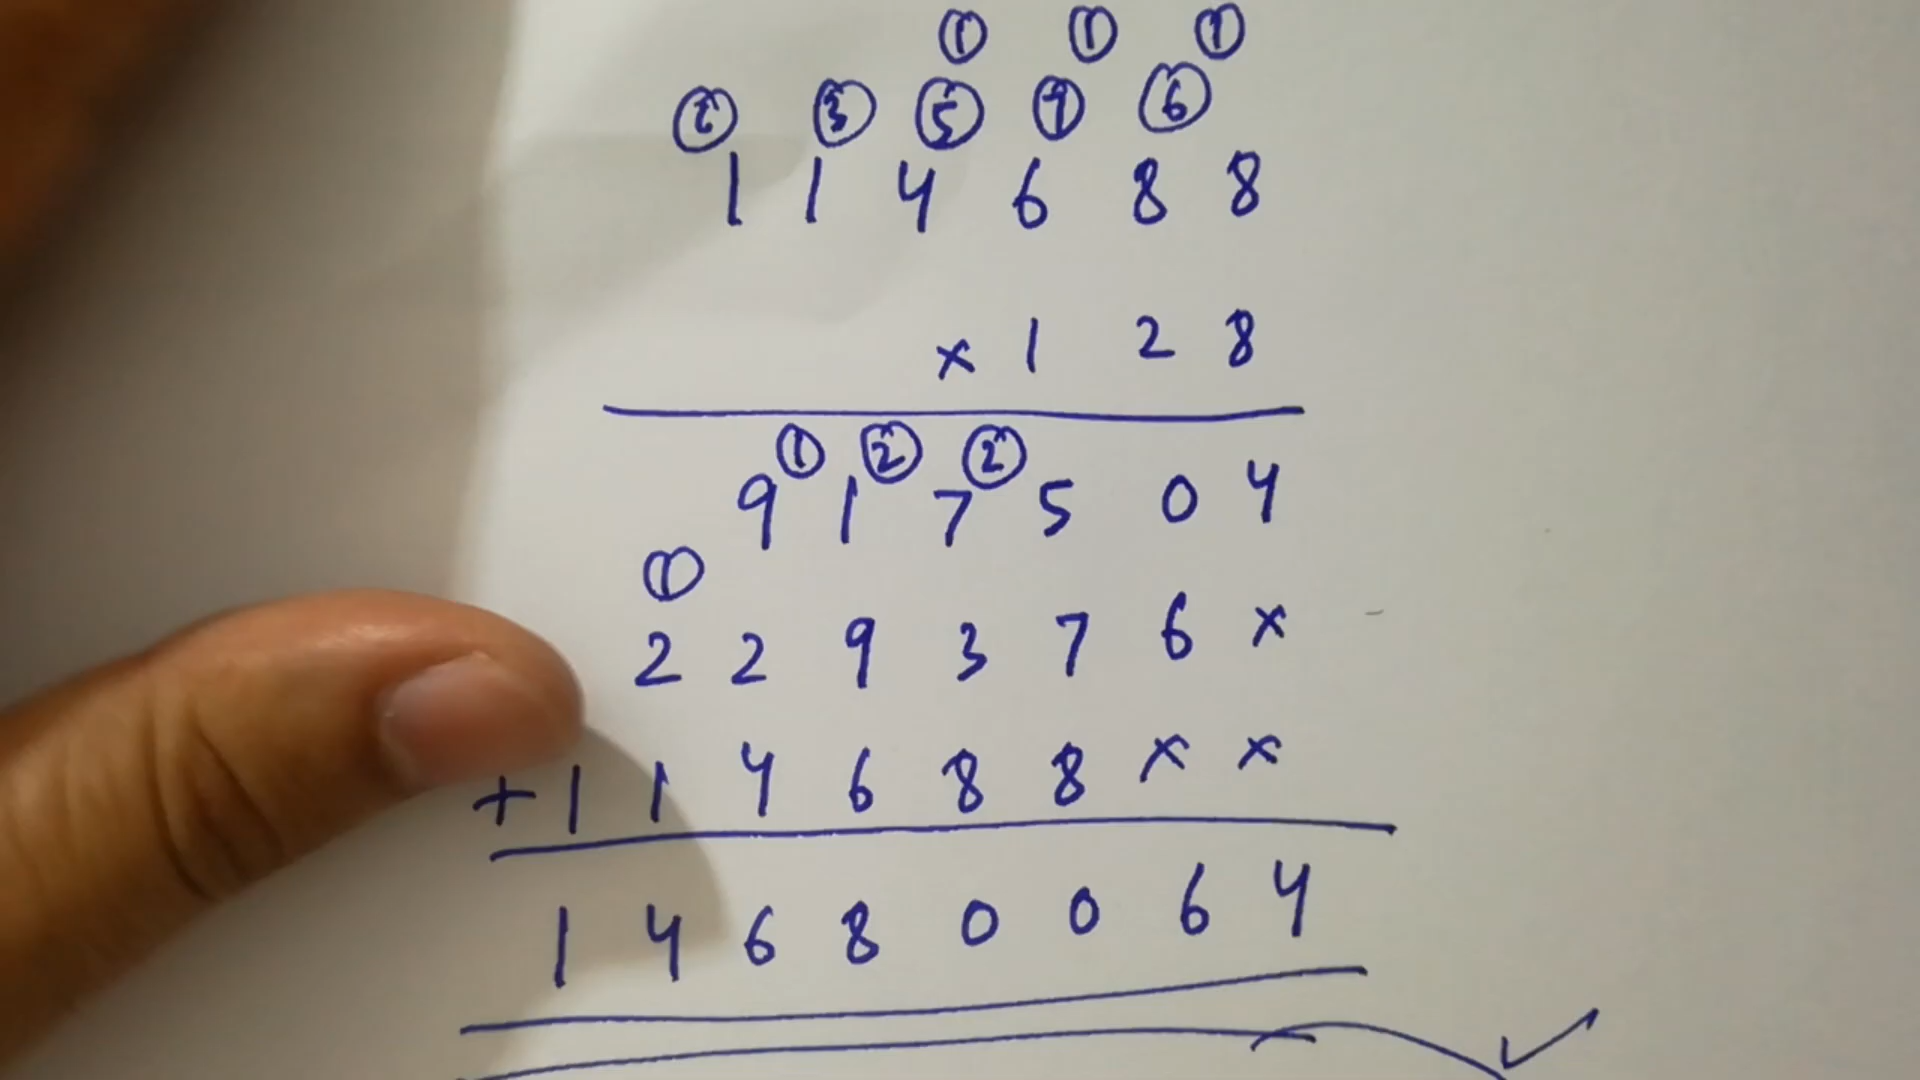 ① ① ①
③ ⑤ ⑥
1 1 4 6 8 8
× 1 2 8
① ② ②
9 1 7 5 0 4
①
2 2 9 3 7 6 ×
+ 1 1 4 6 8 8 × ×
1 4 6 8 0 0 6 4